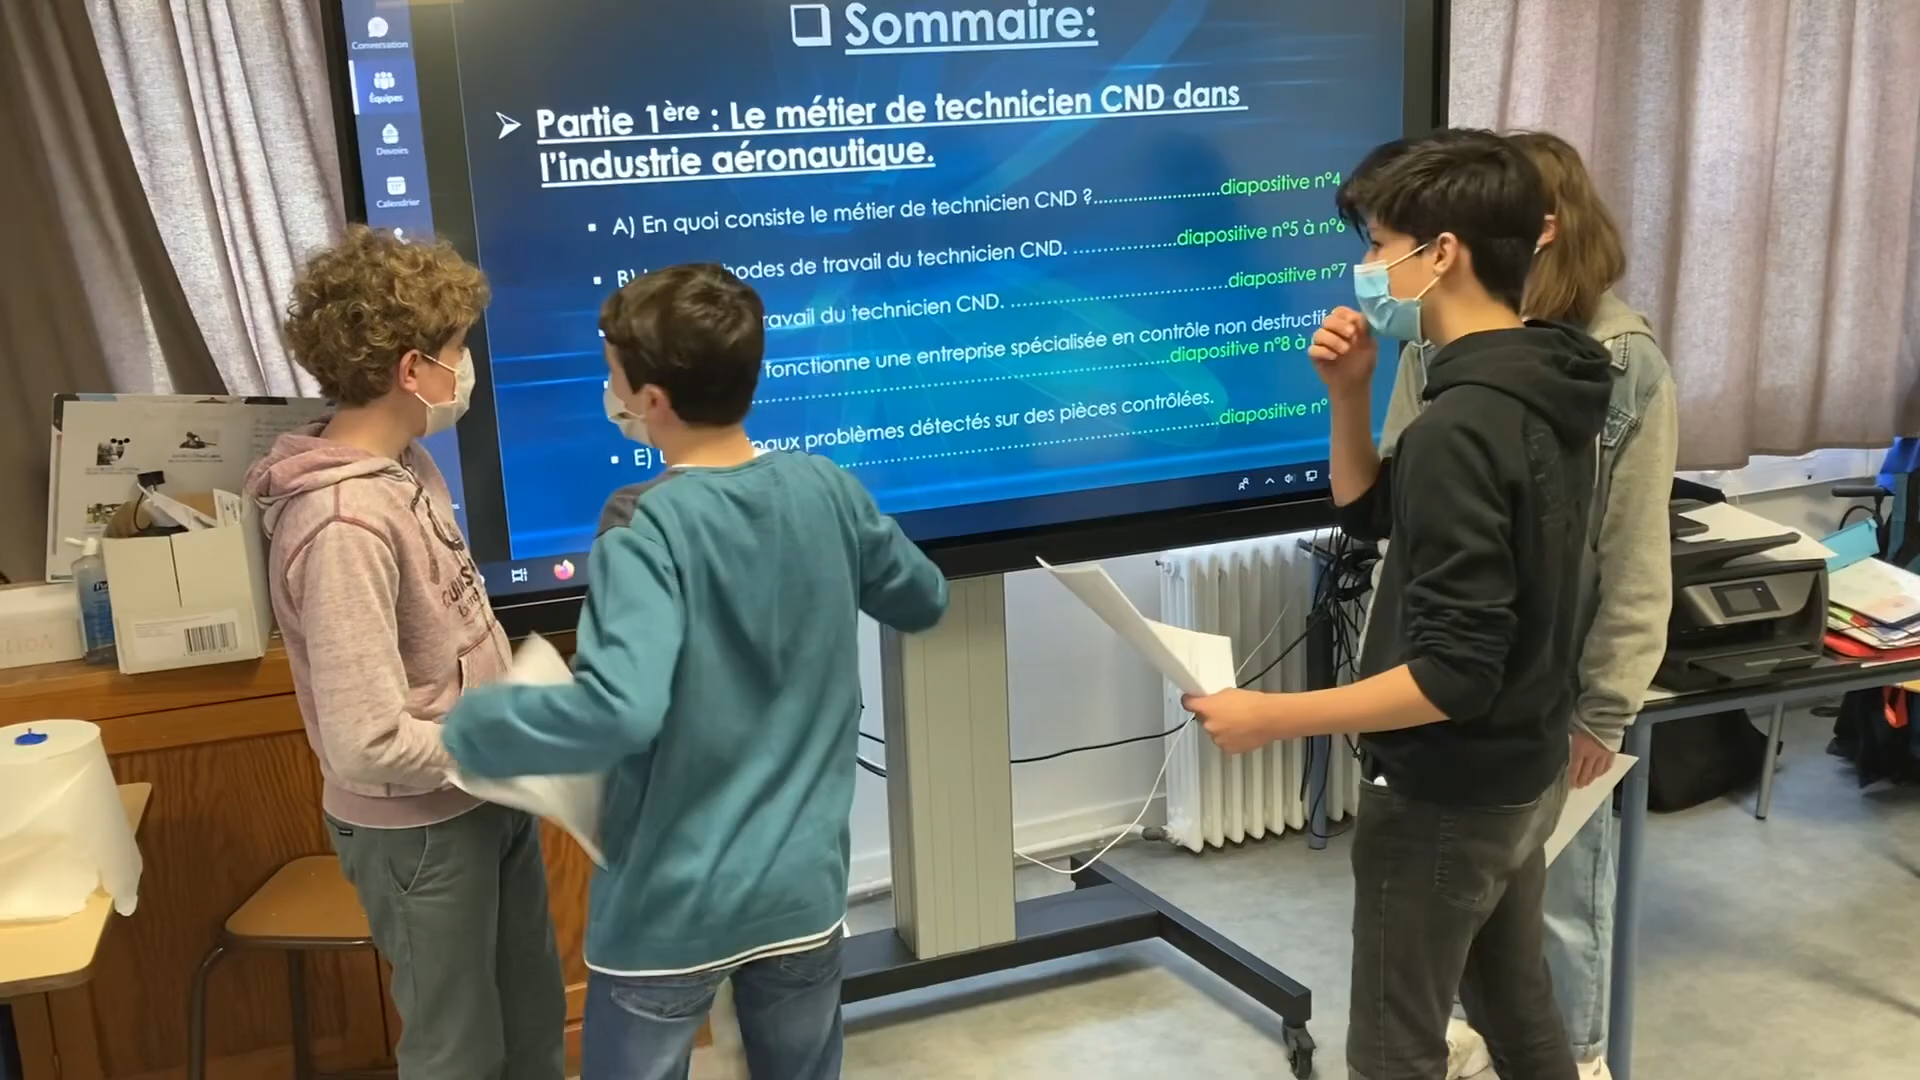 Sommaire:
Conversation
Équipes
Devoirs
Calendrier
Partie 1ère : Le métier de technicien CND dans
l'industrie aéronautique.
A) En quoi consiste le métier de technicien CND ?........................diapositive n°4
B) hodes de travail du technicien CND. ....................diapositive n°5 à n°6
ravail du technicien CND. ........................................diapositive n°7
fonctionne une entreprise spécialisée en contrôle non destructif
........................................diapositive n°8 à
paux problèmes détectés sur des pièces contrôlées.
E) ........................................diapositive n°